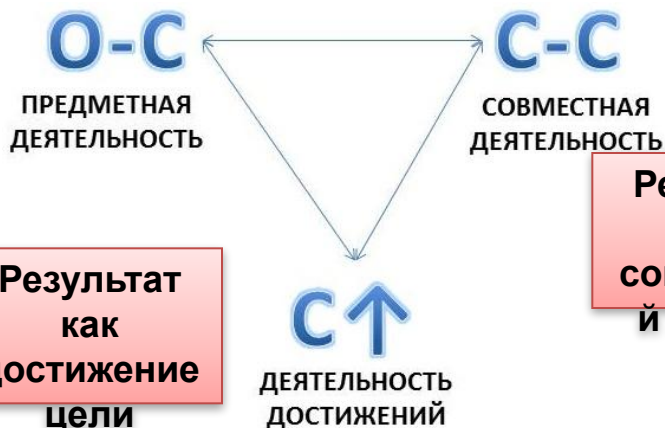 О-С
ПРЕДМЕТНАЯ
ДЕЯТЕЛЬНОСТЬ
С-С
СОВМЕСТНАЯ
ДЕЯТЕЛЬНОСТЬ
Результат
как
достижение
цели
С↑
ДЕЯТЕЛЬНОСТЬ
ДОСТИЖЕНИЙ